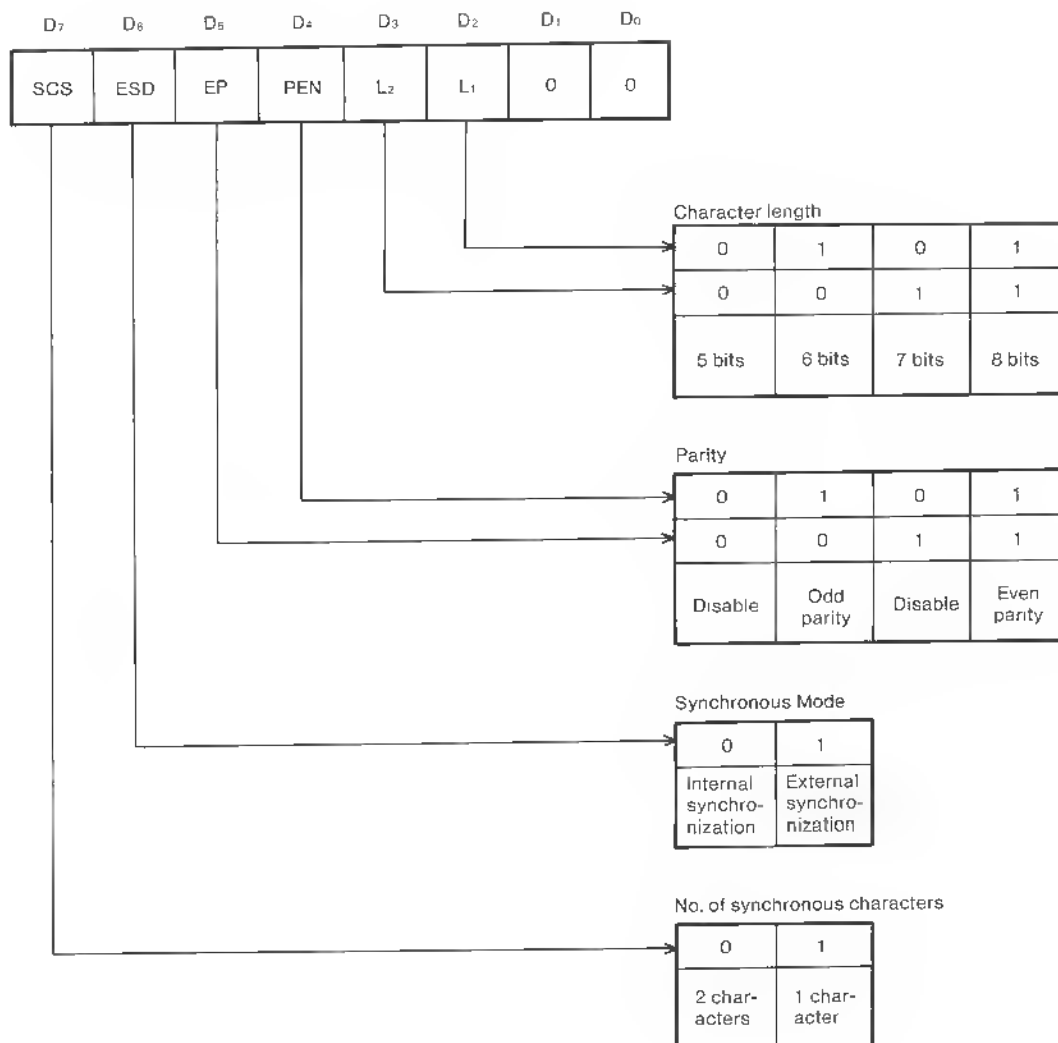 D₇ D₆ D₅ D₄ D₃ D₂ D₁ D₀
SCS ESD EP PEN L₂ L₁ 0 0
Character length
0 1 0 1
0 0 1 1
5 bits 6 bits 7 bits 8 bits
Parity
0 1 0 1
0 0 1 1
Disable Odd parity Disable Even parity
Synchronous Mode
0 1
Internal synchro-nization External synchro-nization
No. of synchronous characters
0 1
2 char-acters 1 char-acter